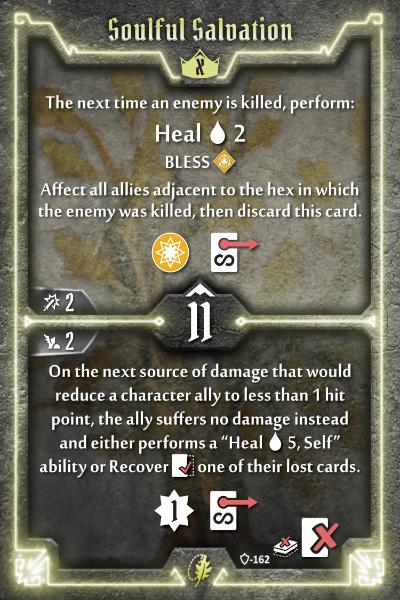 Soulful Salvation
X
The next time an enemy is killed, perform:
Heal 2
BLESS
Affect all allies adjacent to the hex in which
the enemy was killed, then discard this card.
S
2
11
2
On the next source of damage that would
reduce a character ally to less than 1 hit
point, the ally suffers no damage instead
and either performs a “Heal 5, Self”
ability or Recover one of their lost cards.
1 S
-162